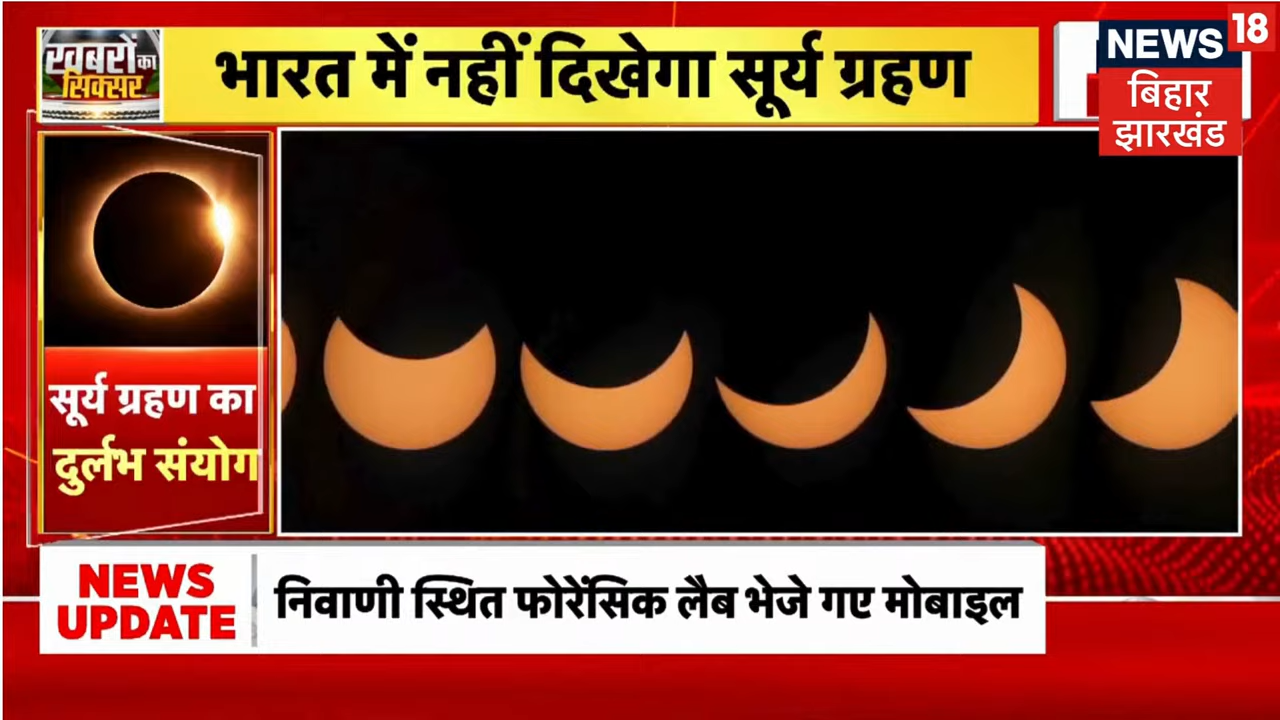 खबरों का
सिक्सर
भारत में नहीं दिखेगा सूर्य ग्रहण
NEWS 18
बिहार
झारखंड
सूर्य ग्रहण का
दुर्लभ संयोग
NEWS
UPDATE
निवाणी स्थित फोरेंसिक लैब भेजे गए मोबाइल